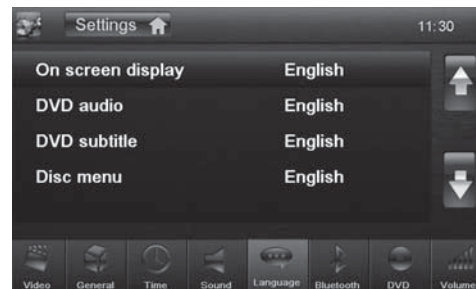 Settings 11:30
On screen display English
DVD audio English
DVD subtitle English
Disc menu English
Video General Time Sound Language Bluetooth DVD Volume